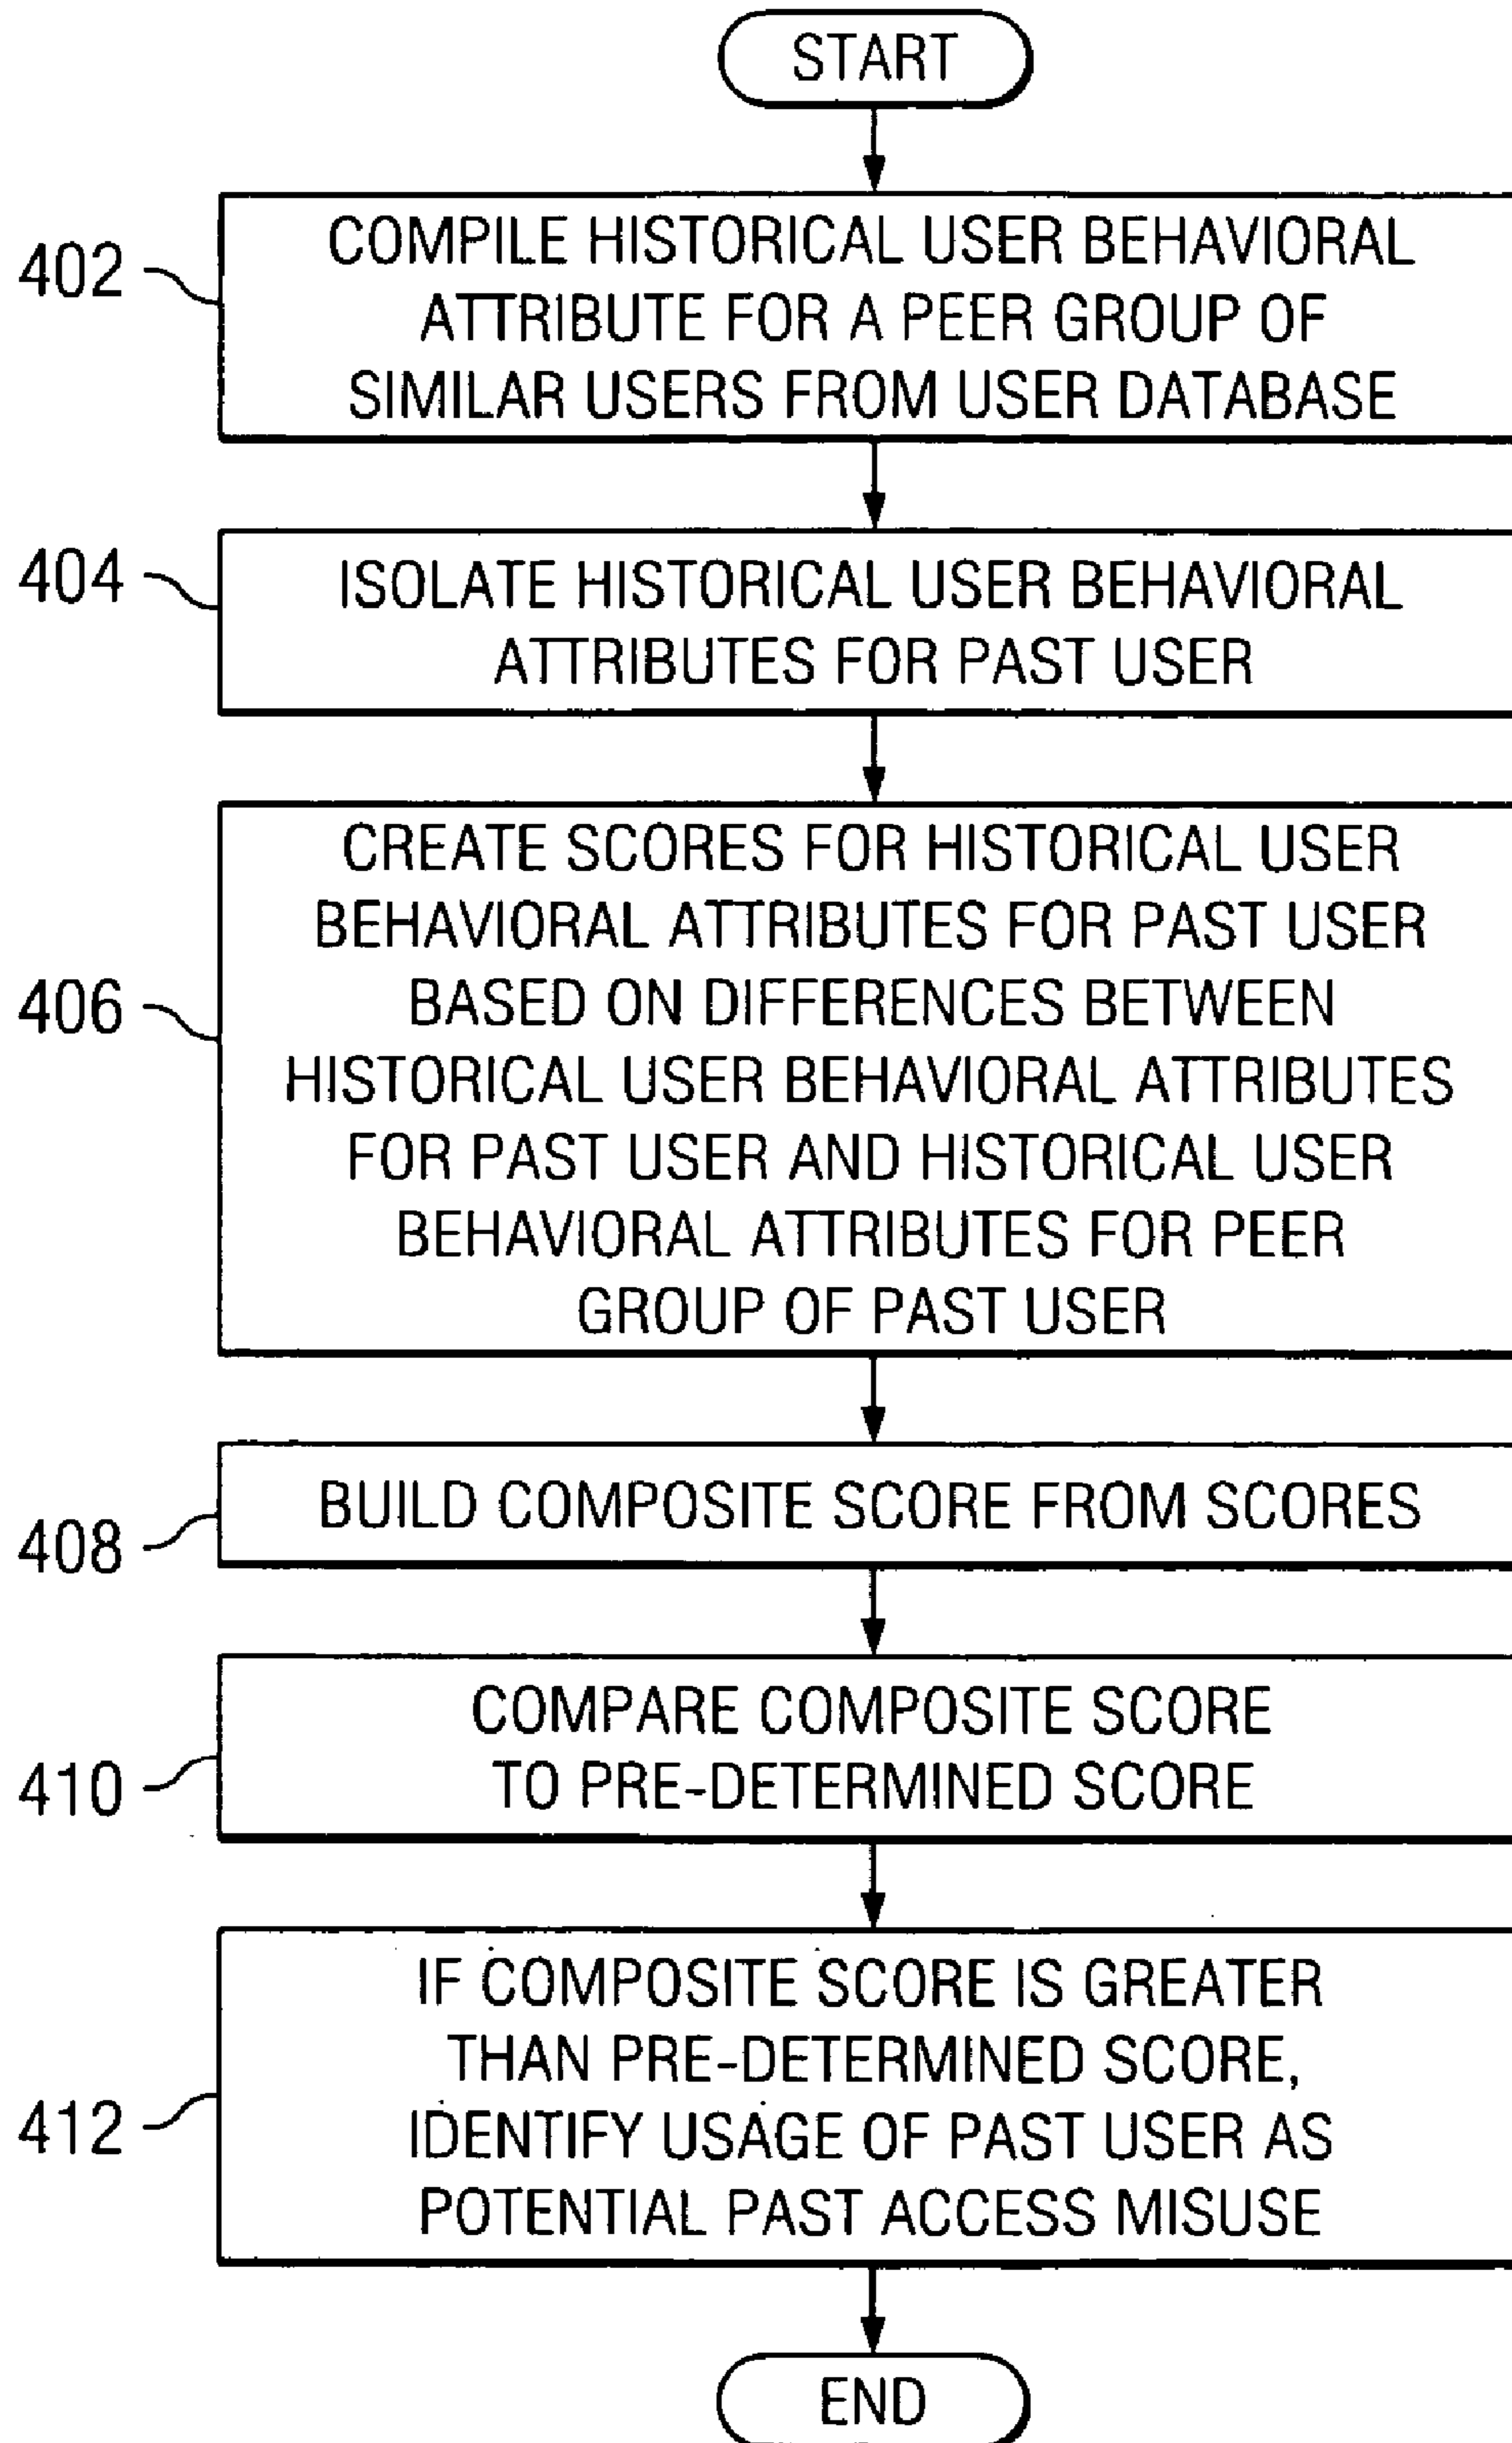 START
402
COMPILE HISTORICAL USER BEHAVIORAL
ATTRIBUTE FOR A PEER GROUP OF
SIMILAR USERS FROM USER DATABASE
404
ISOLATE HISTORICAL USER BEHAVIORAL
ATTRIBUTES FOR PAST USER
406
CREATE SCORES FOR HISTORICAL USER
BEHAVIORAL ATTRIBUTES FOR PAST USER
BASED ON DIFFERENCES BETWEEN
HISTORICAL USER BEHAVIORAL ATTRIBUTES
FOR PAST USER AND HISTORICAL USER
BEHAVIORAL ATTRIBUTES FOR PEER
GROUP OF PAST USER
408
BUILD COMPOSITE SCORE FROM SCORES
410
COMPARE COMPOSITE SCORE
TO PRE-DETERMINED SCORE
412
IF COMPOSITE SCORE IS GREATER
THAN PRE-DETERMINED SCORE,
IDENTIFY USAGE OF PAST USER AS
POTENTIAL PAST ACCESS MISUSE
END